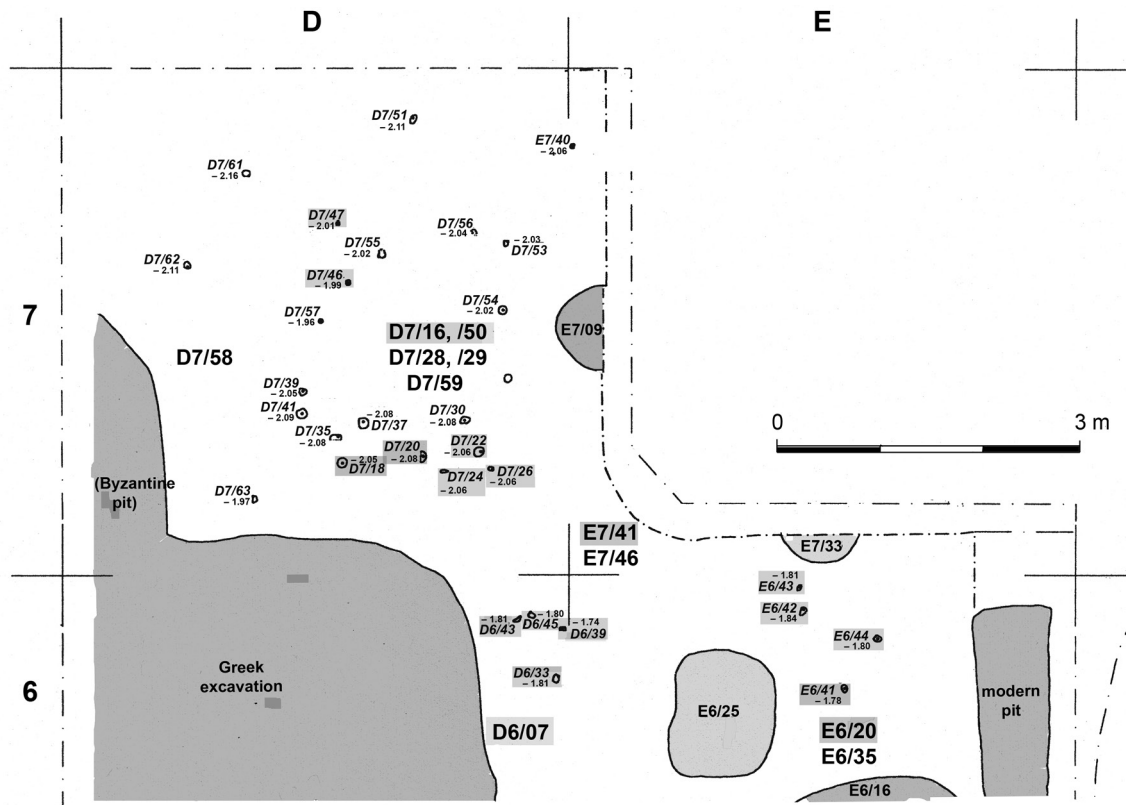 D
E
D7/51
– 2.11
E7/40
– 2.06
D7/61
– 2.16
D7/47
– 2.01
D7/56
– 2.04
– 2.03
D7/53
D7/55
– 2.02
D7/62
– 2.11
D7/46
– 1.99
D7/54
– 2.02
7
D7/57
– 1.96
E7/09
D7/16, /50
D7/28, /29
D7/59
D7/58
D7/39
– 2.05
D7/41
– 2.09
– 2.08
D7/37
D7/30
– 2.08
D7/35
– 2.08
D7/20
– 2.08
D7/22
– 2.06
– 2.05
D7/18
D7/24
– 2.06
D7/26
– 2.06
0
3 m
(Byzantine
pit)
D7/63
– 1.97
E7/41
E7/46
E7/33
– 1.81
E6/43
E6/42
– 1.84
– 1.81
D6/43
– 1.80
D6/45
– 1.74
D6/39
E6/44
– 1.80
Greek
excavation
D6/33
– 1.81
6
E6/41
– 1.78
modern
pit
E6/25
D6/07
E6/20
E6/35
E6/16